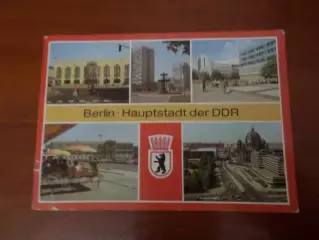 Berlin - Hauptstadt der DDR